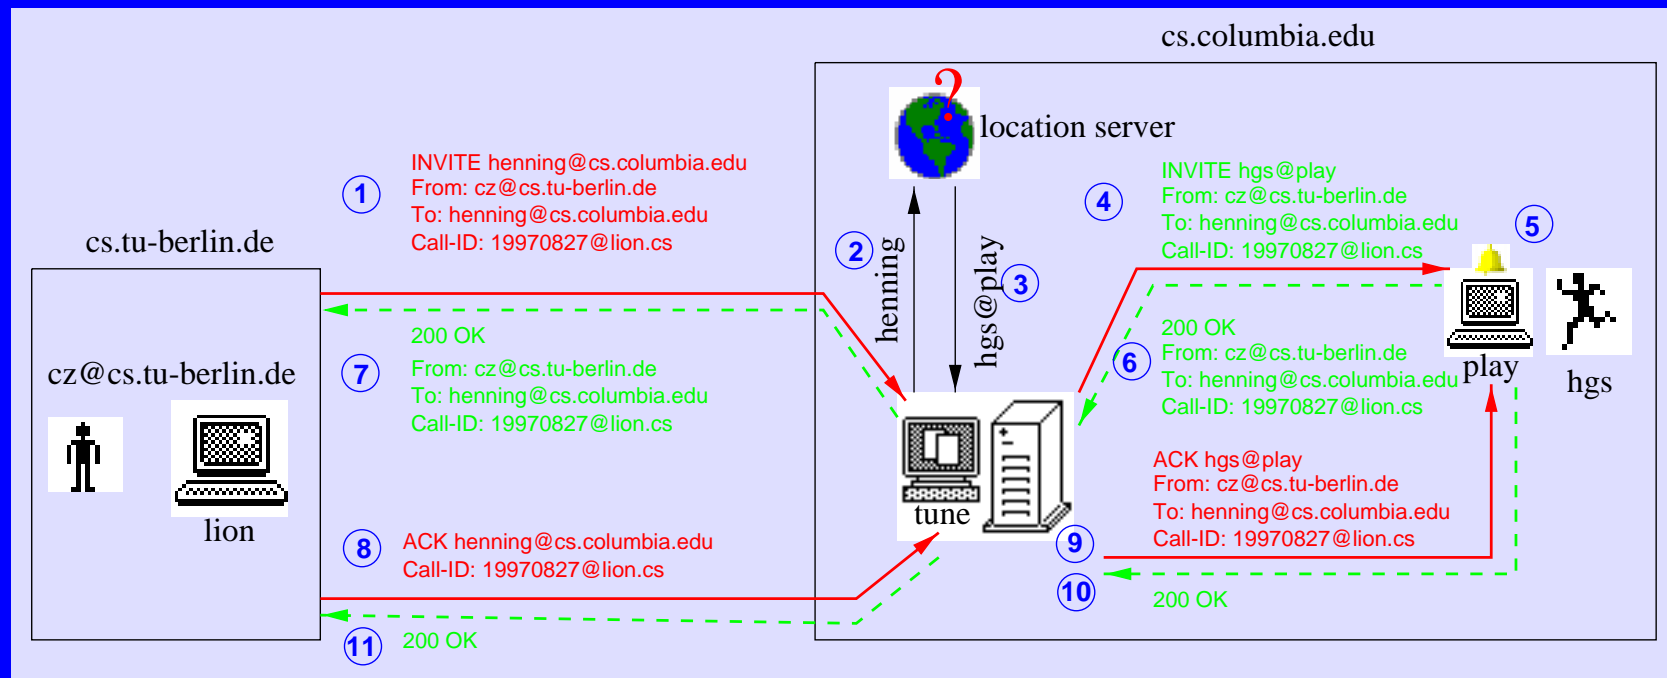 cs.columbia.edu
?
location server
1
INVITE henning@cs.columbia.edu
From: cz@cs.tu-berlin.de
To: henning@cs.columbia.edu
Call-ID: 19970827@lion.cs
cs.tu-berlin.de
2
henning
hgs@play
3
4
INVITE hgs@play
From: cz@cs.tu-berlin.de
To: henning@cs.columbia.edu
Call-ID: 19970827@lion.cs
5
200 OK
7
From: cz@cs.tu-berlin.de
To: henning@cs.columbia.edu
Call-ID: 19970827@lion.cs
6
200 OK
From: cz@cs.tu-berlin.de
To: henning@cs.columbia.edu
Call-ID: 19970827@lion.cs
play
hgs
cz@cs.tu-berlin.de
lion
tune
ACK hgs@play
From: cz@cs.tu-berlin.de
To: henning@cs.columbia.edu
Call-ID: 19970827@lion.cs
8
ACK henning@cs.columbia.edu
Call-ID: 19970827@lion.cs
9
10
200 OK
11
200 OK